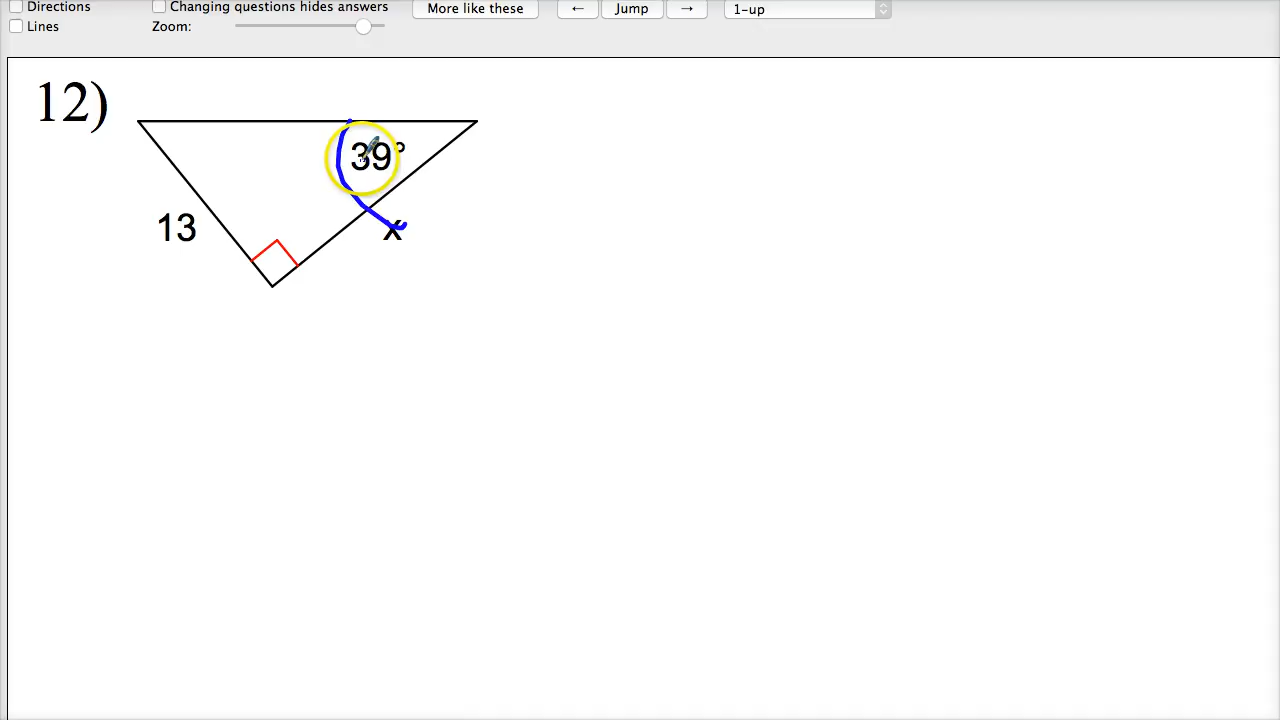 Directions Changing questions hides answers More like these ← Jump → 1-up
Lines Zoom:
12)
39°
13
x